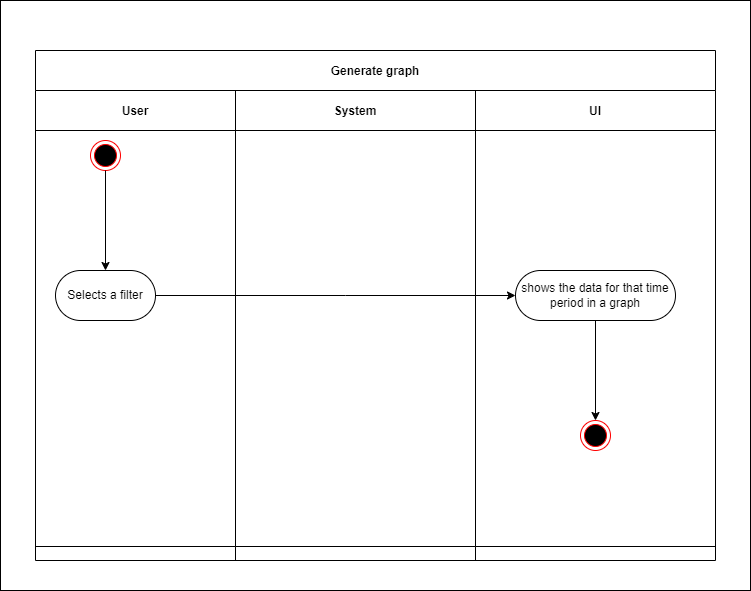 Generate graph
User
System
UI
Selects a filter
shows the data for that time
period in a graph